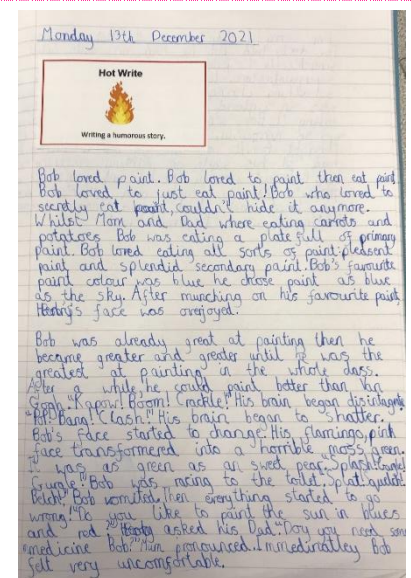 Monday 13th December 2021
Hot Write
Writing a humorous story.
Bob loved paint. Bob loved to paint then eat paint.
Bob loved to just eat paint! Bob who loved to
secretly eat paint, couldn't hide it anymore.
Whilst Mom and Dad where eating carrots and
potatoes Bob was eating a plate full of primary
paint. Bob loved eating all sorts of paint: pleasent
paint and splendid secondary paint. Bob's favourite
paint colour was blue he chose paint as blue
as the sky. After munching on his favourite paint,
face was overjoyed.
Bob was already great at painting then he
became greater and greater until he was the
greatest at painting in the whole class.
After a while, he could paint better than Van
Gogh. "Kapow! Boom! Crackle!" His brain began
"Pop! Bang! Clash!" His brain began to shatter.
Bob's face started to change. His flamingo, pink
face transformered into a horrible moss green.
It was as green as an sweet pear. Splash!
Gurgle!" Bob was racing to the toilet. Splat!
Belch!" Bob vomited. Then everything started to go
wrong! "Do you like to paint the sun in blues
and red" asked his Dad. "Do you need some
medicine Bob?" Mum pronounced. Immediatley Bob
felt very uncomfortable.